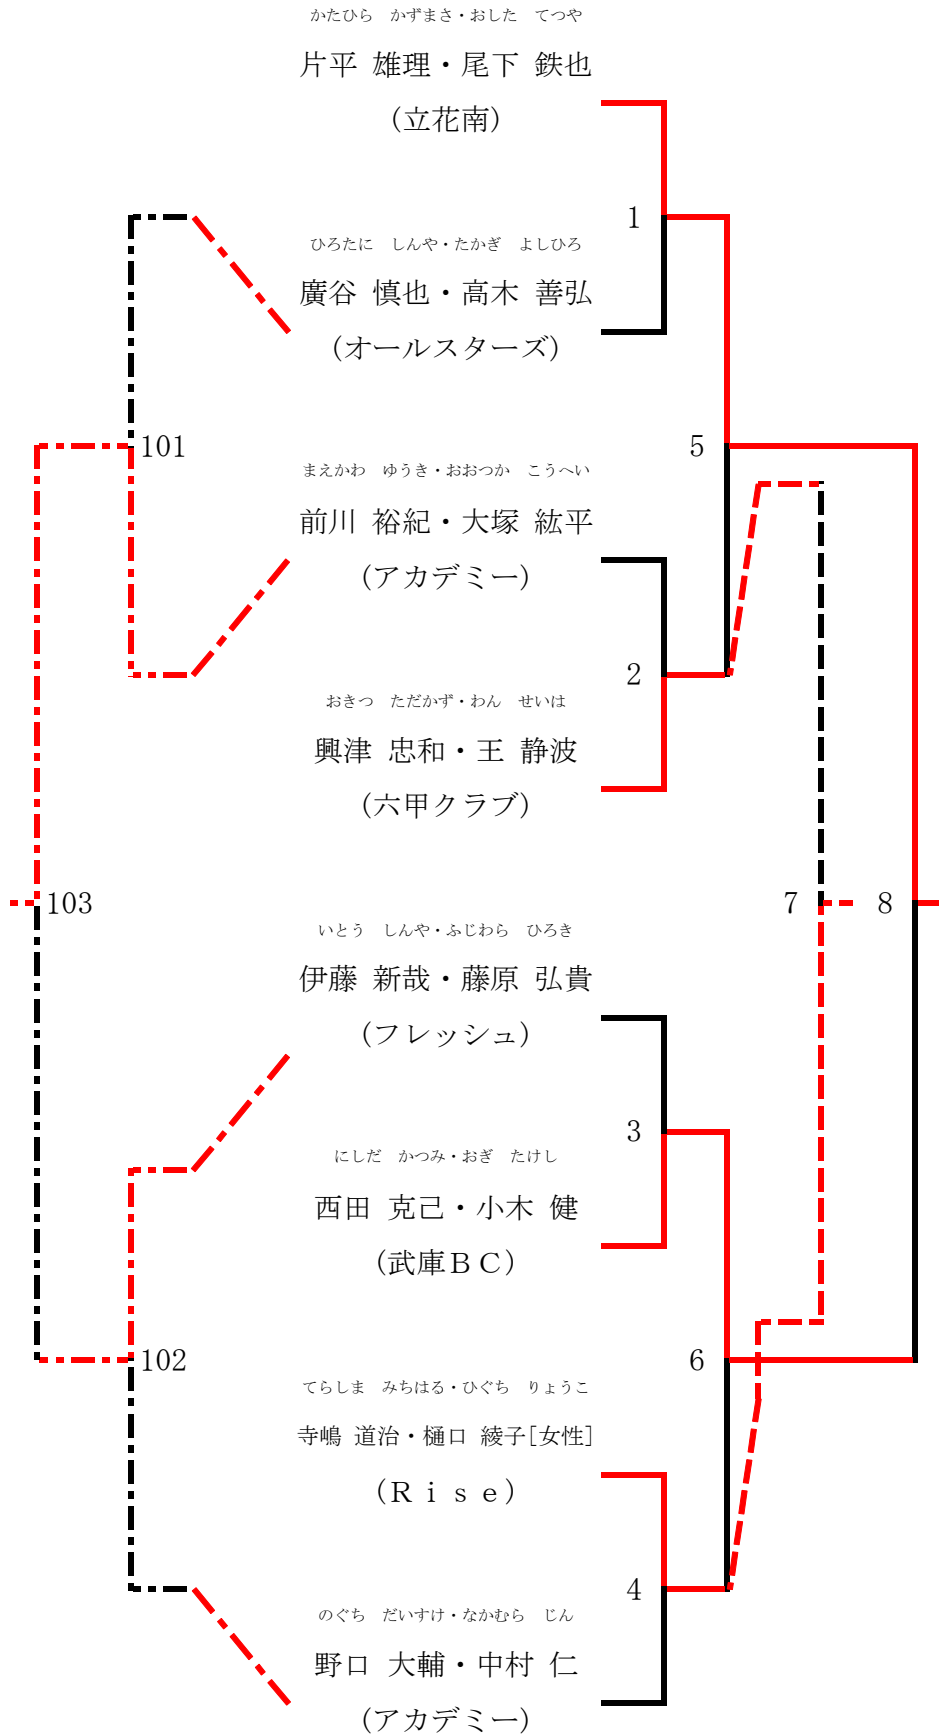 かたひら　かずまさ・おした　てつや
片平 雄理・尾下 鉄也
(立花南)
1
ひろたに　しんや・たかぎ　よしひろ
廣谷 慎也・高木 善弘
(オールスターズ)
101
5
まえかわ　ゆうき・おおつか　こうへい
前川 裕紀・大塚 紘平
(アカデミー)
2
おきつ　ただかず・わん　せいは
興津 忠和・王 静波
(六甲クラブ)
103
7
8
いとう　しんや・ふじわら　ひろき
伊藤 新哉・藤原 弘貴
(フレッシュ)
3
にしだ　かつみ・おぎ　たけし
西田 克己・小木 健
(武庫ＢＣ)
102
6
てらしま　みちはる・ひぐち　りょうこ
寺嶋 道治・樋口 綾子[女性]
(Ｒｉｓｅ)
4
のぐち　だいすけ・なかむら　じん
野口 大輔・中村 仁
(アカデミー)